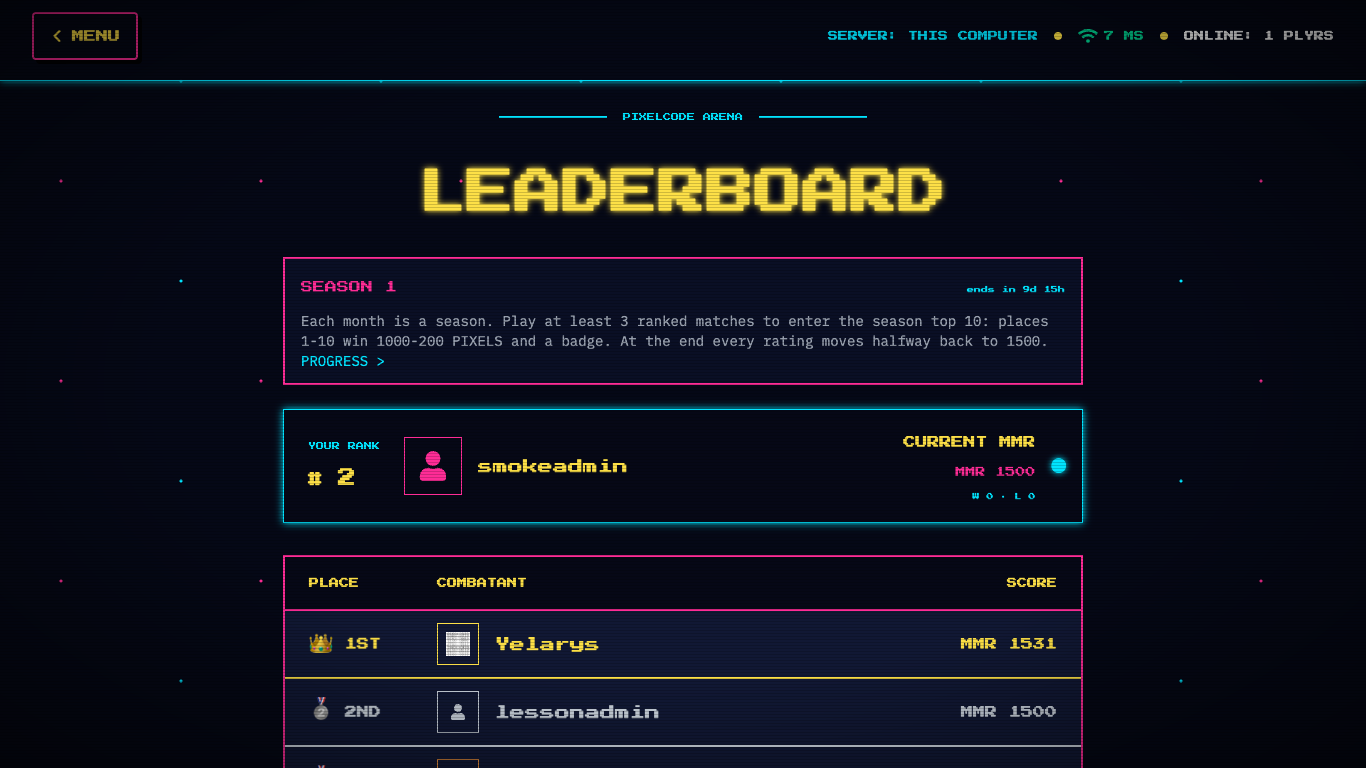 < MENU
SERVER: THIS COMPUTER
7 MS
ONLINE: 1 PLYRS
PIXELCODE ARENA
LEADERBOARD
SEASON 1
ends in 9d 15h
Each month is a season. Play at least 3 ranked matches to enter the season top 10: places
1-10 win 1000-200 PIXELS and a badge. At the end every rating moves halfway back to 1500.
PROGRESS >
YOUR RANK
# 2
smokeadmin
CURRENT MMR
MMR 1500
W 0 · L 0
PLACE COMBATANT SCORE
1ST Yelarys MMR 1531
2ND lessonadmin MMR 1500